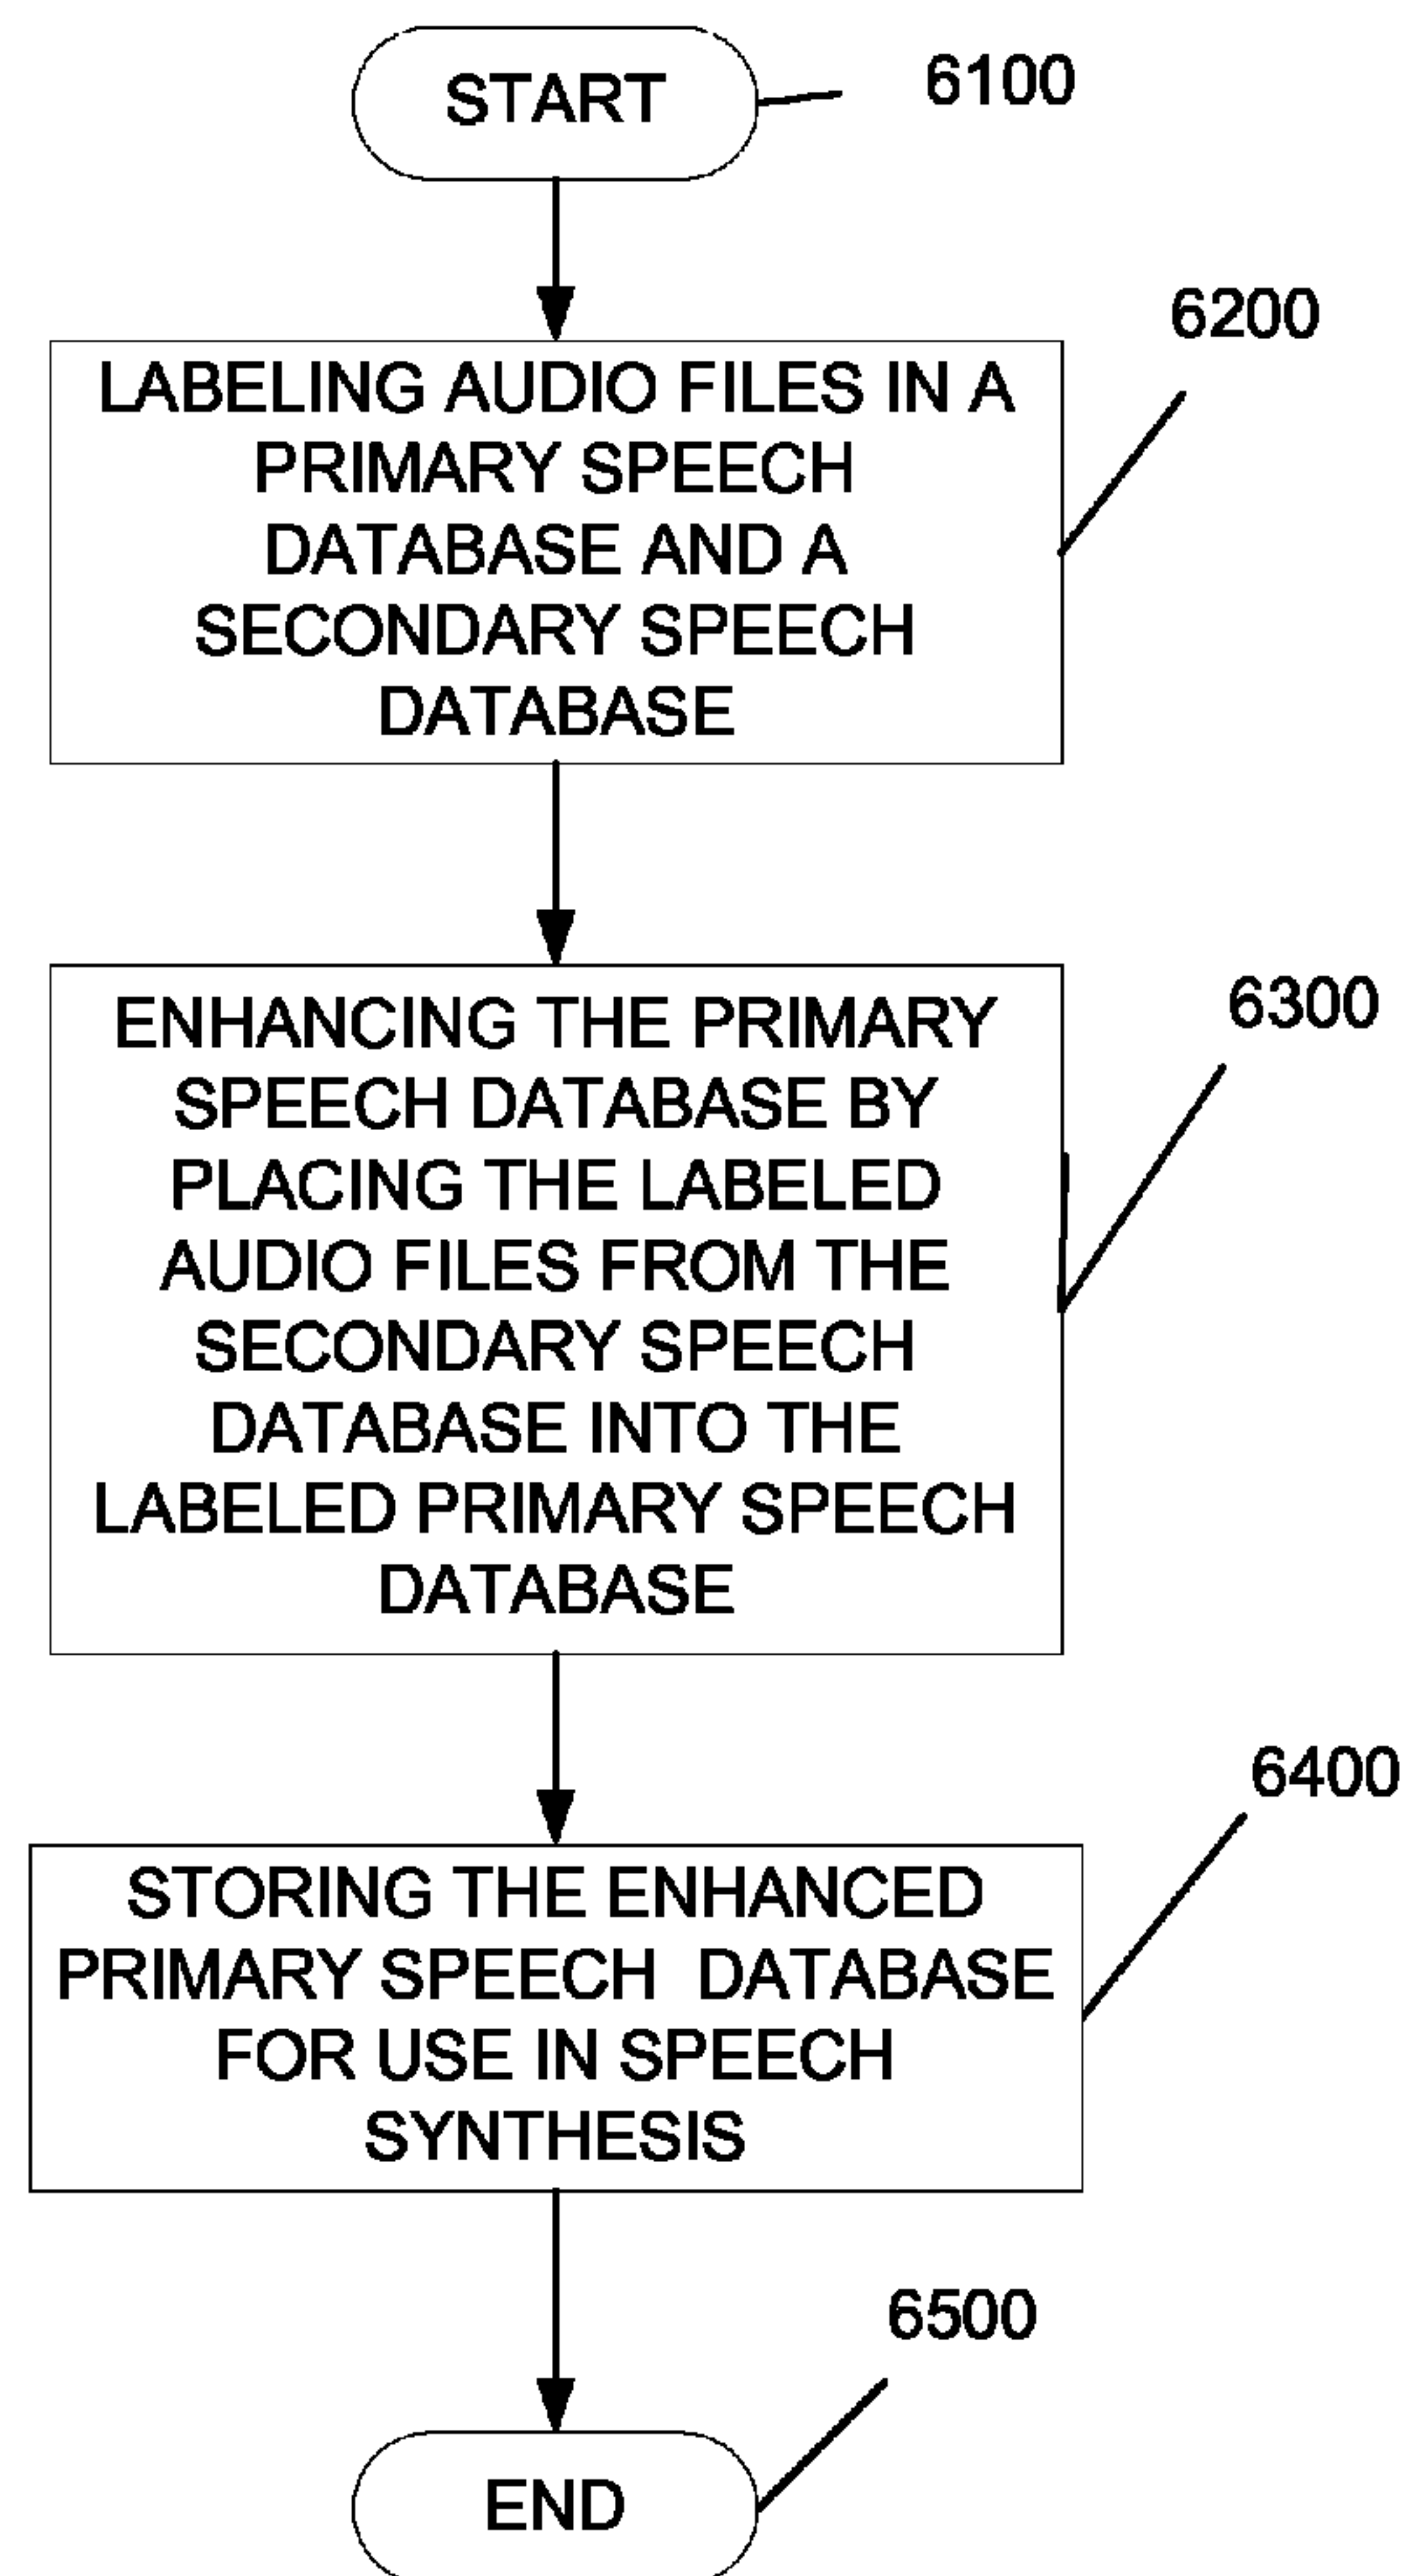 START
6100
6200
LABELING AUDIO FILES IN A
PRIMARY SPEECH
DATABASE AND A
SECONDARY SPEECH
DATABASE
6300
ENHANCING THE PRIMARY
SPEECH DATABASE BY
PLACING THE LABELED
AUDIO FILES FROM THE
SECONDARY SPEECH
DATABASE INTO THE
LABELED PRIMARY SPEECH
DATABASE
6400
STORING THE ENHANCED
PRIMARY SPEECH DATABASE
FOR USE IN SPEECH
SYNTHESIS
6500
END